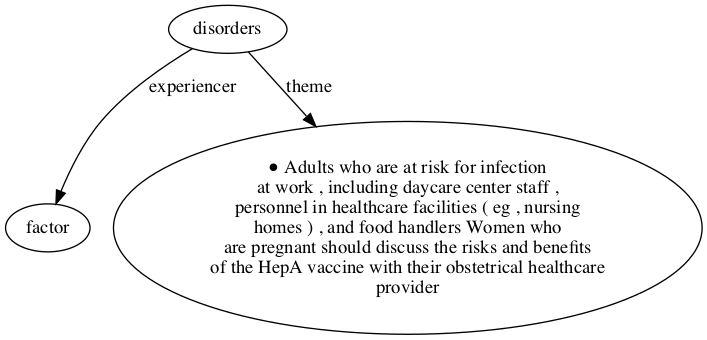 disorders
experiencer
theme
● Adults who are at risk for infection
at work , including daycare center staff ,
personnel in healthcare facilities ( eg , nursing
homes ) , and food handlers Women who
are pregnant should discuss the risks and benefits
of the HepA vaccine with their obstetrical healthcare
provider
factor